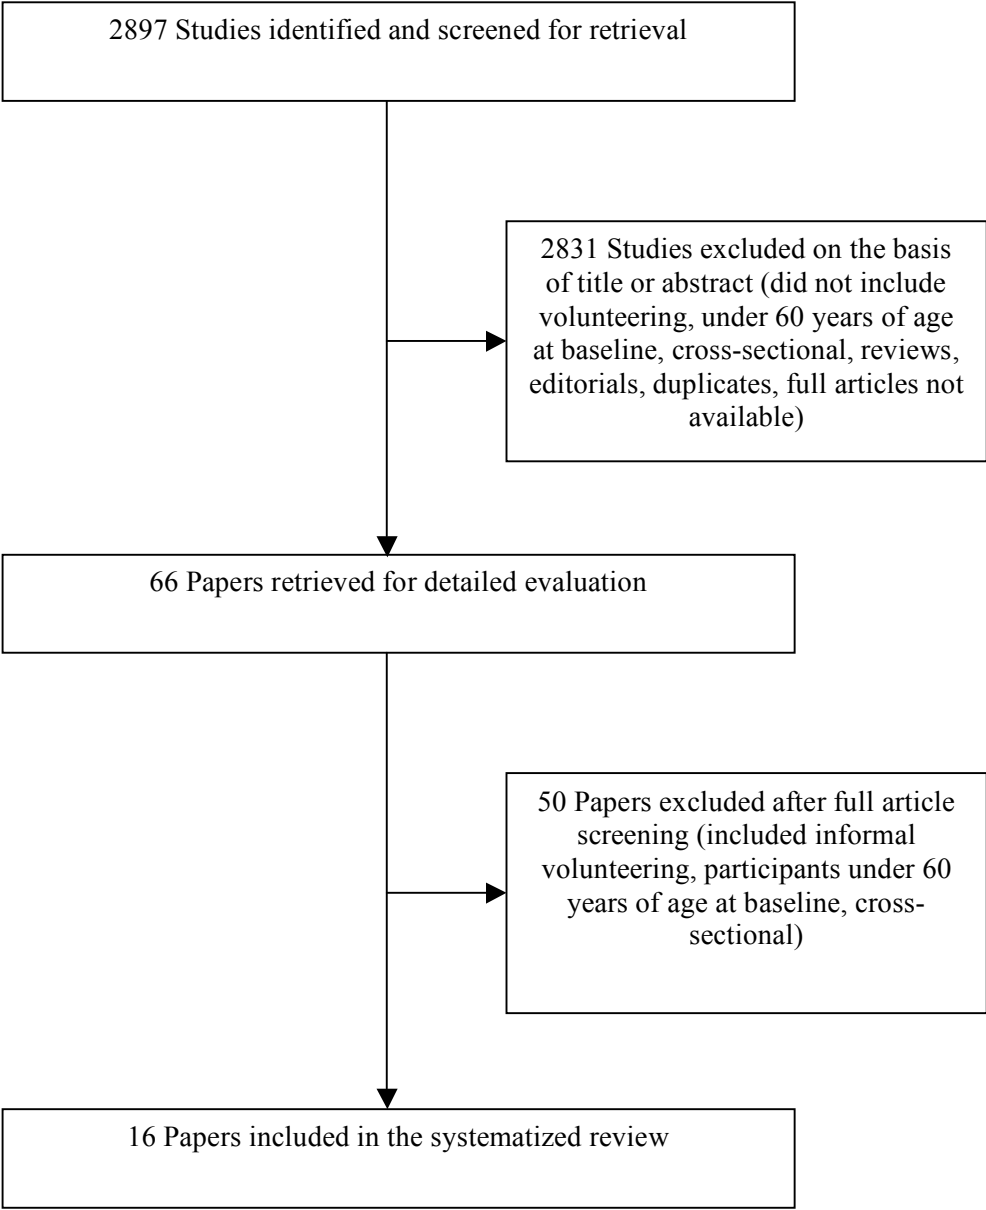 2897 Studies identified and screened for retrieval
2831 Studies excluded on the basis
of title or abstract (did not include
volunteering, under 60 years of age
at baseline, cross-sectional, reviews,
editorials, duplicates, full articles not
available)
66 Papers retrieved for detailed evaluation
50 Papers excluded after full article
screening (included informal
volunteering, participants under 60
years of age at baseline, cross-
sectional)
16 Papers included in the systematized review